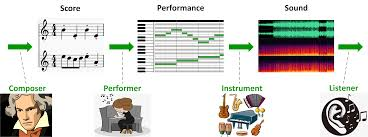 Score Performance Sound
Composer Performer Instrument Listener